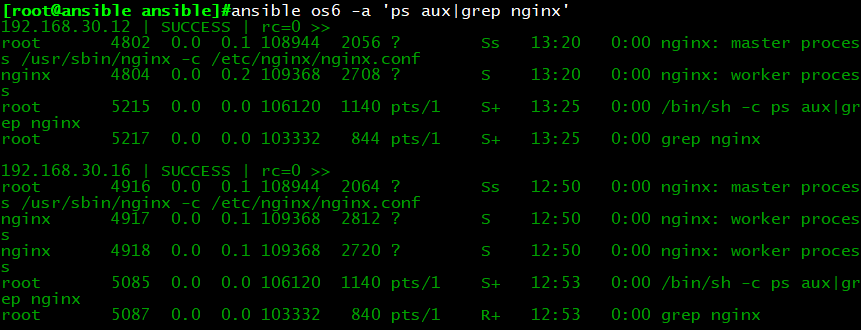 [root@ansible ansible]#ansible os6 -a 'ps aux|grep nginx'
192.168.30.12 | SUCCESS | rc=0 >>
root      4802  0.0  0.1 108944  2056 ?        Ss   13:20   0:00 nginx: master proces
s /usr/sbin/nginx -c /etc/nginx/nginx.conf
nginx     4804  0.0  0.2 109368  2708 ?        S    13:20   0:00 nginx: worker proces
s
root      5215  0.0  0.0 106120  1140 pts/1    S+   13:25   0:00 /bin/sh -c ps aux|gr
ep nginx
root      5217  0.0  0.0 103332   844 pts/1    S+   13:25   0:00 grep nginx
192.168.30.16 | SUCCESS | rc=0 >>
root      4916  0.0  0.1 108944  2064 ?        Ss   12:50   0:00 nginx: master proces
s /usr/sbin/nginx -c /etc/nginx/nginx.conf
nginx     4917  0.0  0.1 109368  2812 ?        S    12:50   0:00 nginx: worker proces
s
nginx     4918  0.0  0.1 109368  2720 ?        S    12:50   0:00 nginx: worker proces
s
root      5085  0.0  0.0 106120  1140 pts/1    S+   12:53   0:00 /bin/sh -c ps aux|gr
ep nginx
root      5087  0.0  0.0 103332   840 pts/1    R+   12:53   0:00 grep nginx